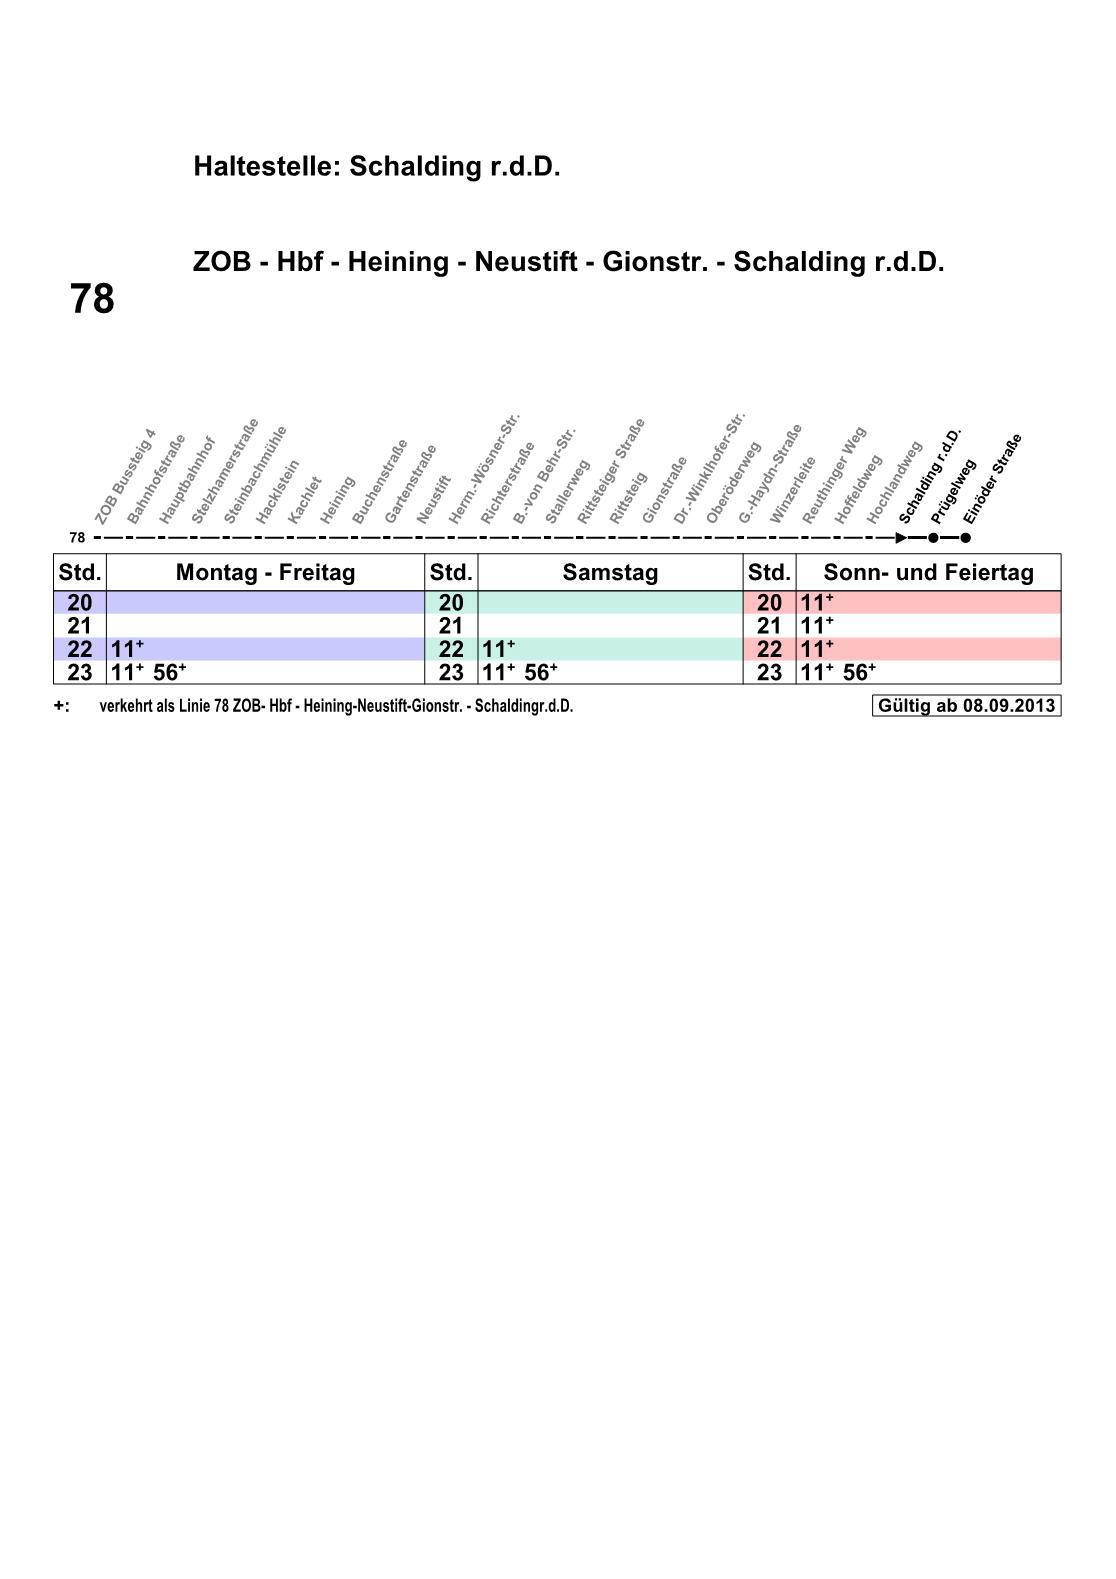 Haltestelle: Schalding r.d.D.
ZOB - Hbf - Heining - Neustift - Gionstr. - Schalding r.d.D.
78
ZOB Bussteig 4
Bahnhofstraße
Hauptbahnhof
Stelzhamerstraße
Steinbachmühle
Hacklstein
Kachlet
Heining
Buchenstraße
Gartenstraße
Neustift
Herm.-Wösner-Str.
Richterstraße
B.-von Behr-Str.
Stallerweg
Rittsteiger Straße
Rittsteig
Gionstraße
Dr.-Winklhofer-Str.
Oberöderweg
G.-Haydn-Straße
Winzerleite
Reuthinger Weg
Hoffeldweg
Hochlandweg
Schalding r.d.D.
Prügelweg
Einöder Straße
78
Std. Montag - Freitag Std. Samstag Std. Sonn- und Feiertag
20 20 20 11+
21 21 21 11+
22 11+ 22 11+ 22 11+
23 11+ 56+ 23 11+ 56+ 23 11+ 56+
+: verkehrt als Linie 78 ZOB- Hbf - Heining-Neustift-Gionstr. - Schaldingr.d.D. Gültig ab 08.09.2013